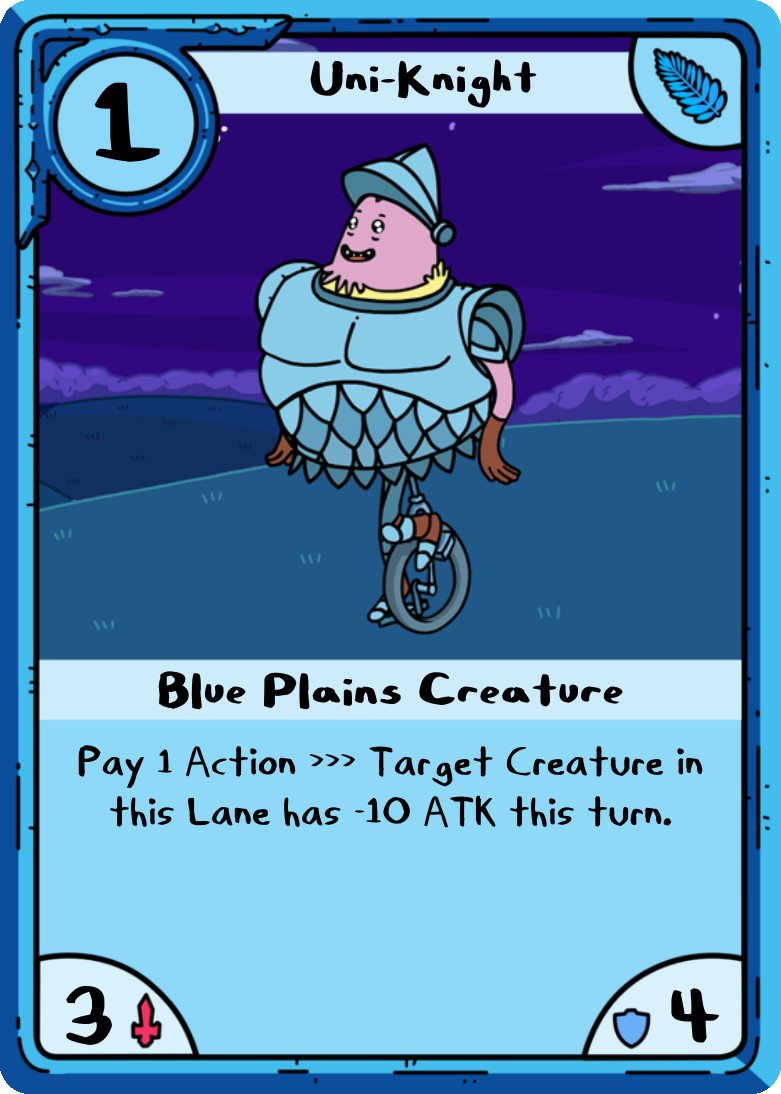 1
Uni-Knight
Blue Plains Creature
Pay 1 Action >>> Target Creature in
this Lane has -10 ATK this turn.
3
4